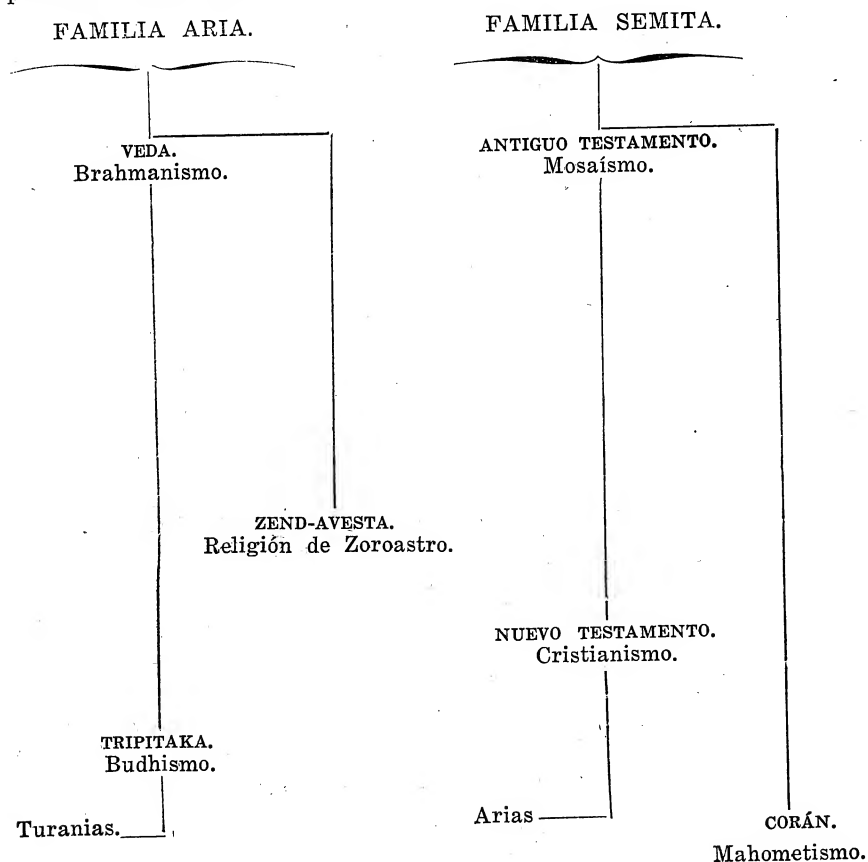 FAMILIA ARIA.
FAMILIA SEMITA.
VEDA.
Brahmanismo.
ANTIGUO TESTAMENTO.
Mosaísmo.
ZEND-AVESTA.
Religión de Zoroastro.
NUEVO TESTAMENTO.
Cristianismo.
TRIPITAKA.
Budhismo.
Turanias.
Arias
CORÁN.
Mahometismo.